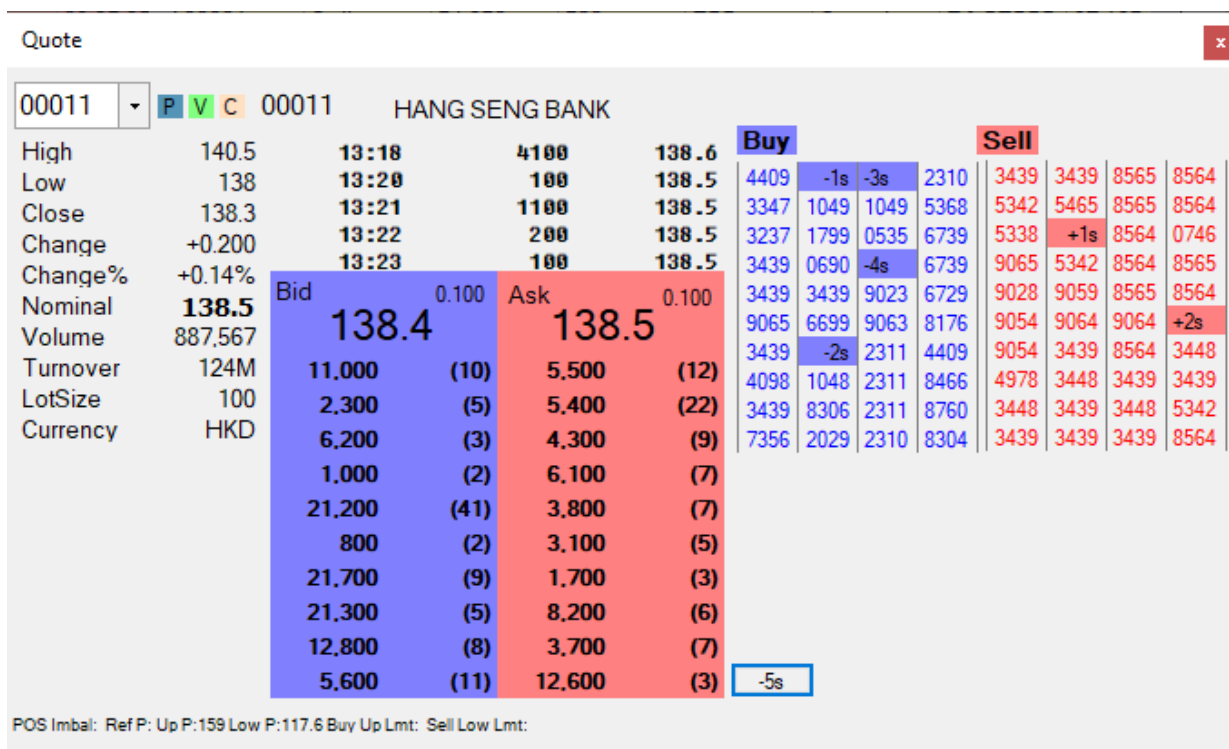 Quote x
00011 P V C 00011 HANG SENG BANK
High 140.5
Low 138
Close 138.3
Change +0.200
Change% +0.14%
Nominal 138.5
Volume 887,567
Turnover 124M
LotSize 100
Currency HKD
13:18 4100 138.6
13:20 100 138.5
13:21 1100 138.5
13:22 200 138.5
13:23 100 138.5
Bid 0.100 Ask 0.100
138.4 138.5
11,000 (10) 5,500 (12)
2,300 (5) 5,400 (22)
6,200 (3) 4,300 (9)
1,000 (2) 6,100 (7)
21,200 (41) 3,800 (7)
800 (2) 3,100 (5)
21,700 (9) 1,700 (3)
21,300 (5) 8,200 (6)
12,800 (8) 3,700 (7)
5,600 (11) 12,600 (3)
Buy Sell
4409 -1s -3s 2310 3439 3439 8565 8564
3347 1049 1049 5368 5342 5465 8565 8564
3237 1799 0535 6739 5338 +1s 8564 0746
3439 0690 -4s 6739 9065 5342 8564 8565
3439 3439 9023 6729 9028 9059 8565 8564
9065 6699 9063 8176 9054 9064 9064 +2s
3439 -2s 2311 4409 9054 3439 8564 3448
4098 1048 2311 8466 4978 3448 3439 3439
3439 8306 2311 8760 3448 3439 3448 5342
7356 2029 2310 8304 3439 3439 3439 8564
-5s
POS Imbal: Ref P: Up P:159 Low P:117.6 Buy Up Lmt: Sell Low Lmt: